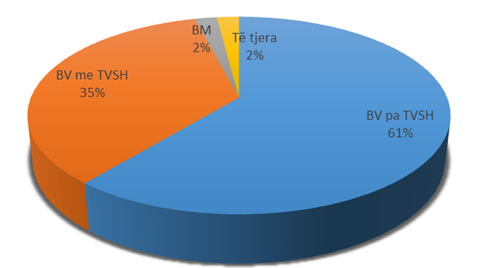 BM
2%
Të tjera
2%
BV me TVSH
35%
BV pa TVSH
61%